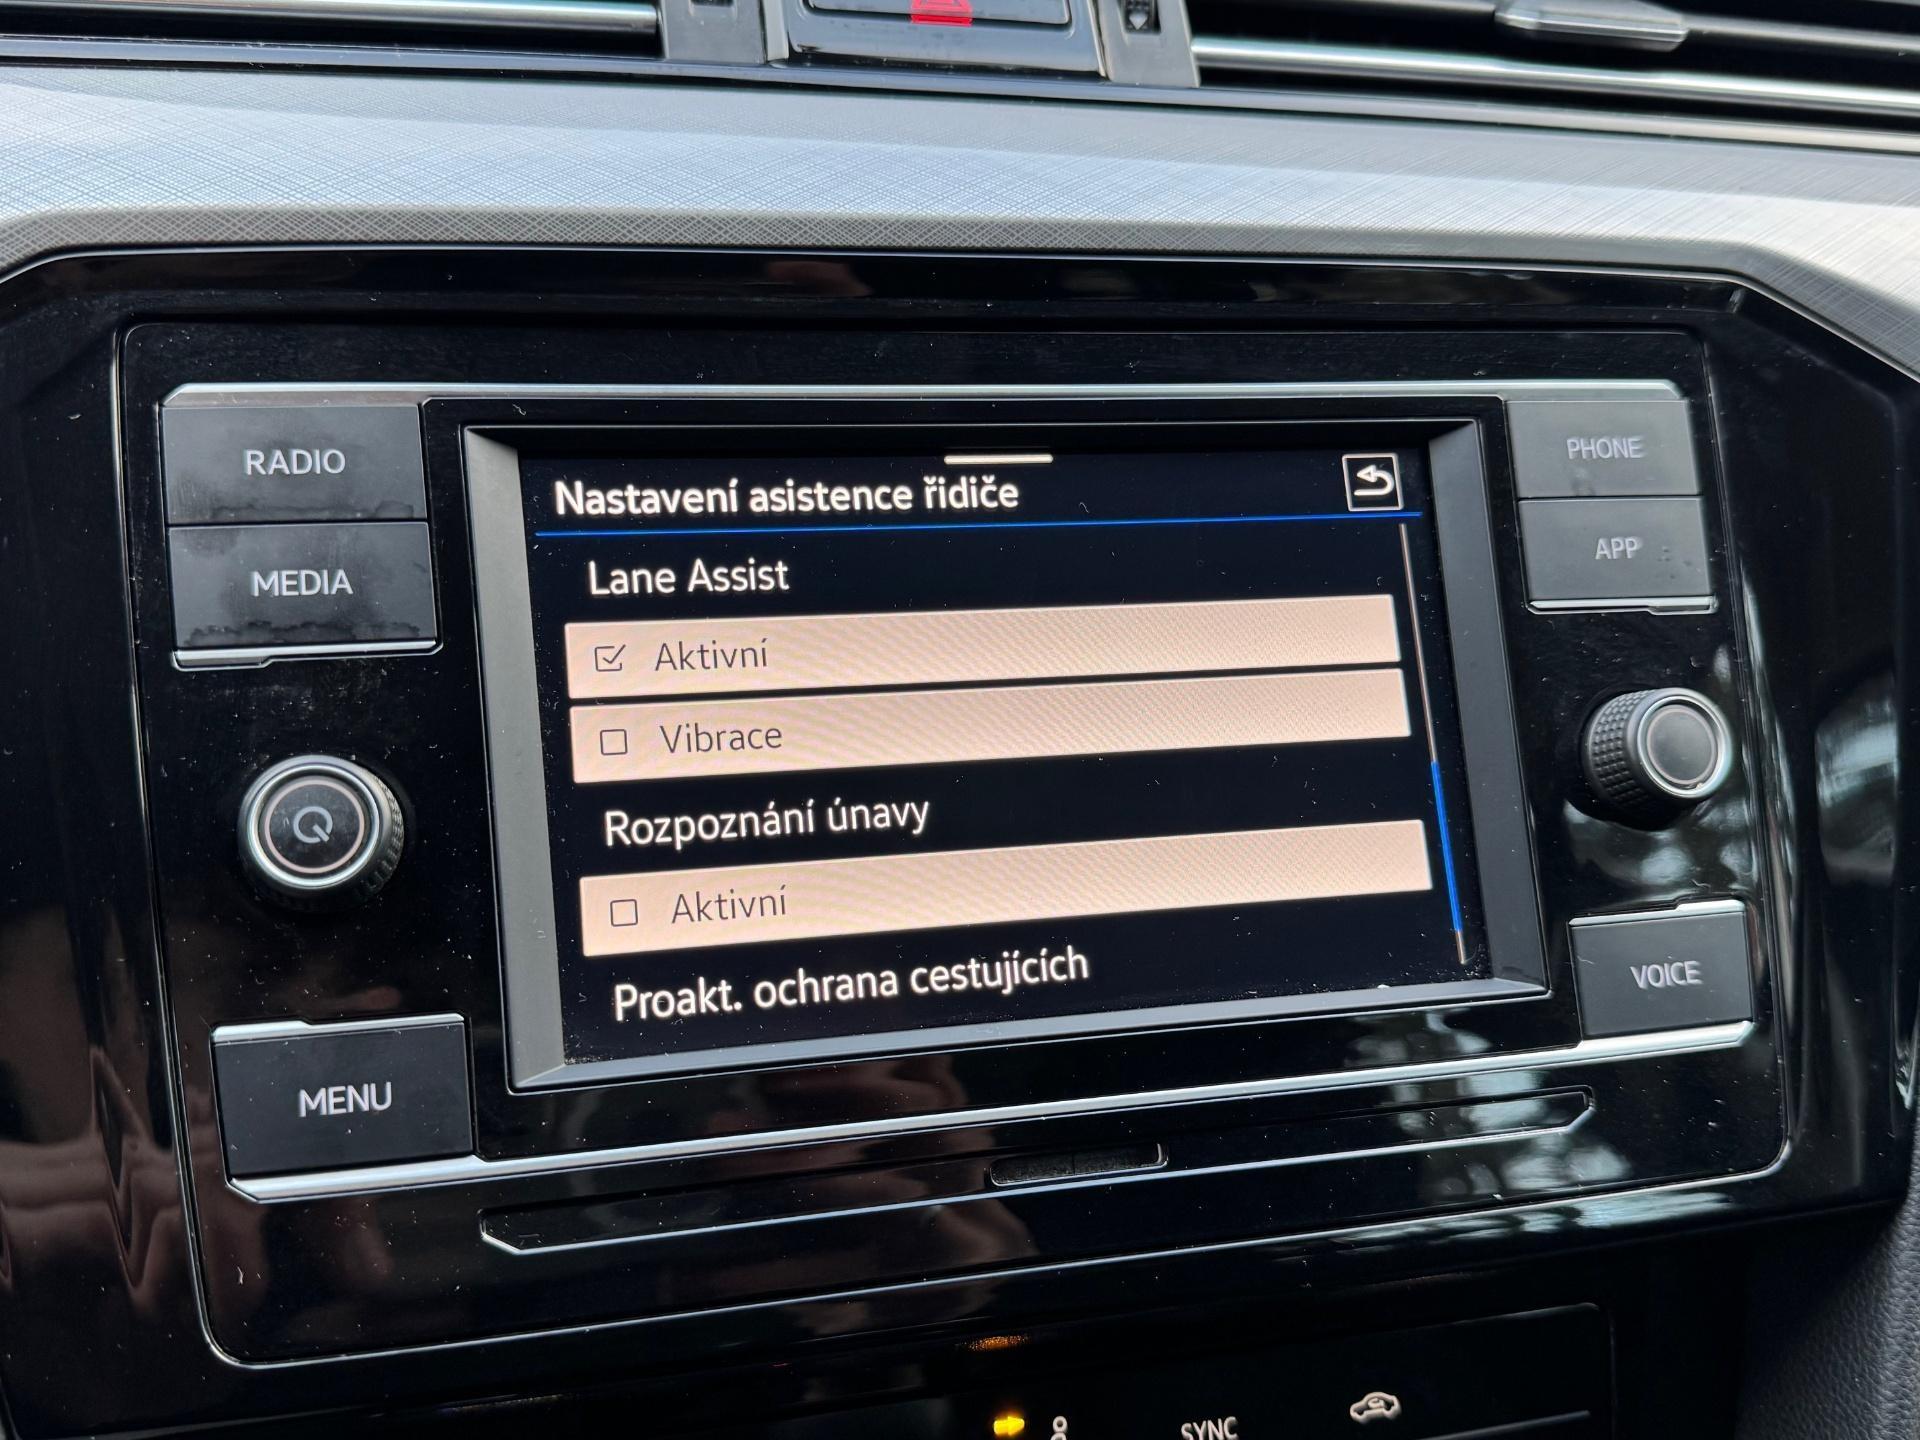 RADIO
MEDIA
MENU
Nastavení asistence řidiče
Lane Assist
Aktivní
Vibrace
Rozpoznání únavy
Aktivní
Proakt. ochrana cestujících
PHONE
APP
VOICE
SYNC